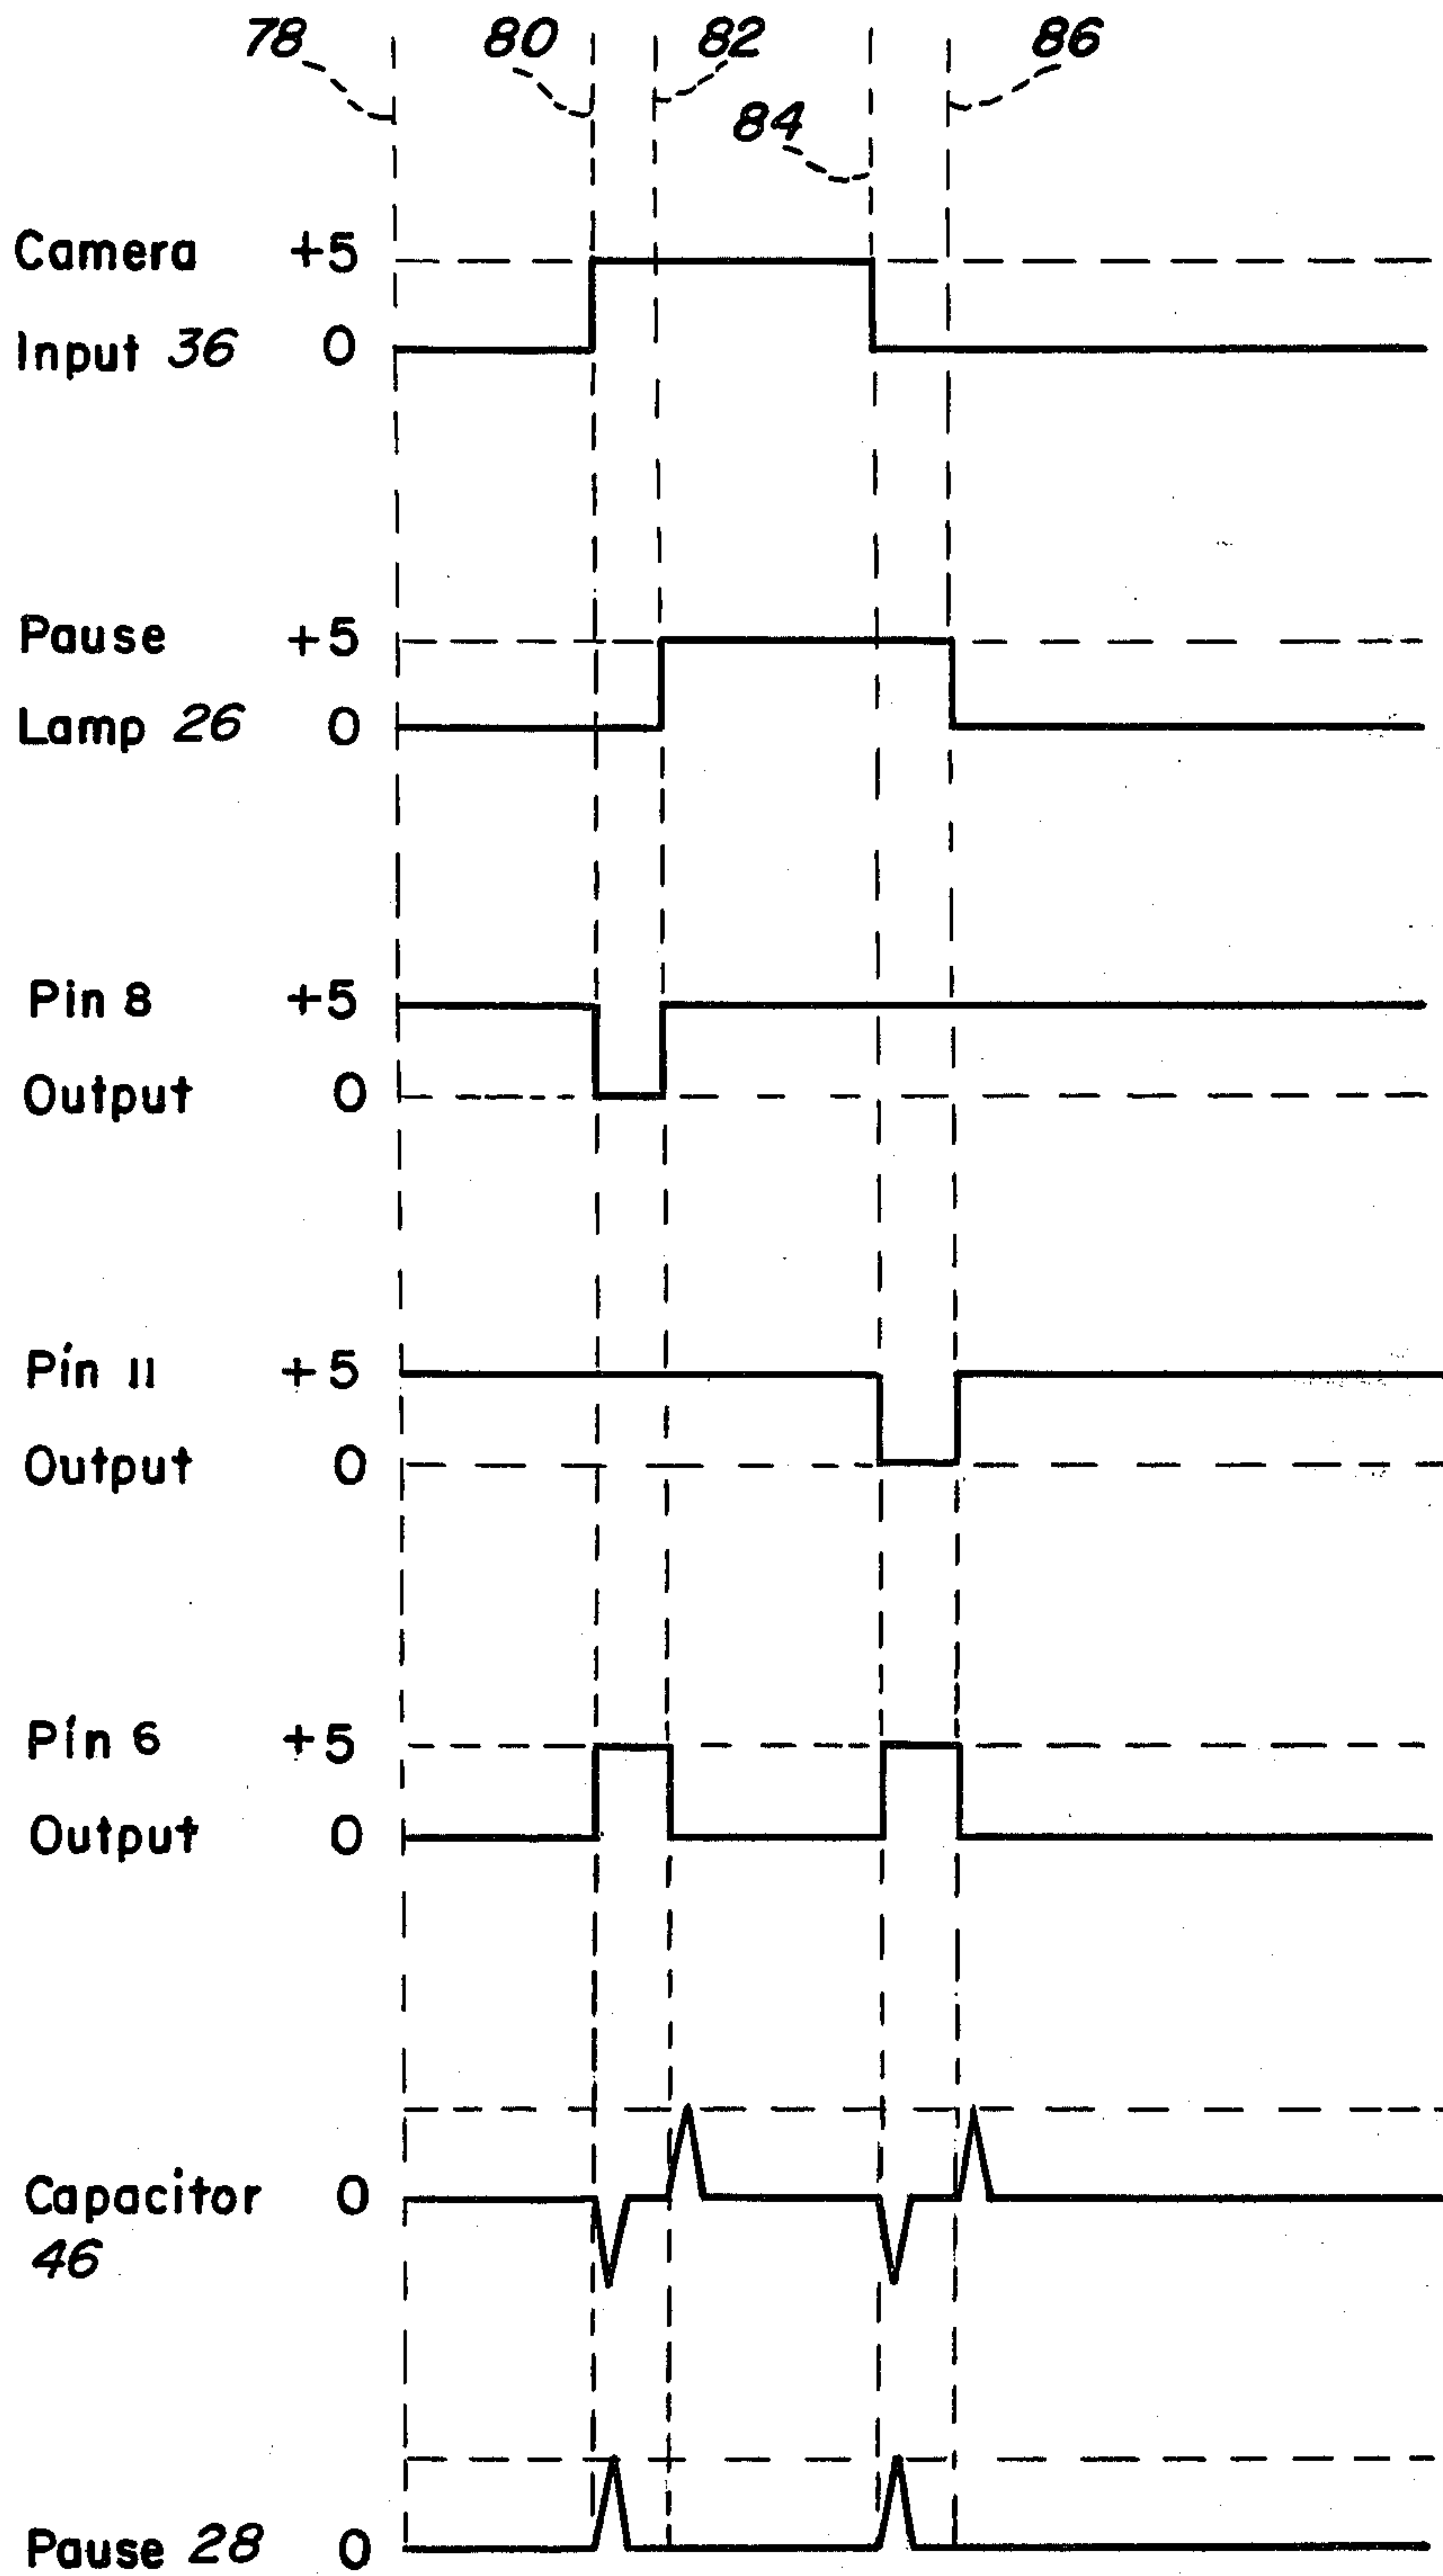 78 80 82 86
84
Camera +5
Input 36 0
Pause +5
Lamp 26 0
Pin 8 +5
Output 0
Pin 11 +5
Output 0
Pin 6 +5
Output 0
Capacitor 0
46
Pause 28 0